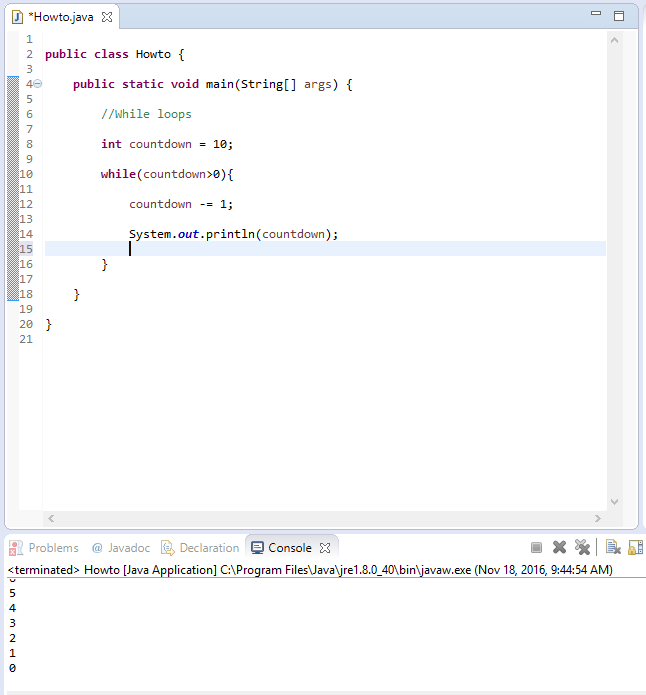 *Howto.java
1
2 public class Howto {
3
4 public static void main(String[] args) {
5
6 //While loops
7
8 int countdown = 10;
9
10 while(countdown>0){
11
12 countdown -= 1;
13
14 System.out.println(countdown);
15
16 }
17
18 }
19
20 }
21
Problems @ Javadoc Declaration Console
<terminated> Howto [Java Application] C:\Program Files\Java\jre1.8.0_40\bin\javaw.exe (Nov 18, 2016, 9:44:54 AM)
5
4
3
2
1
0